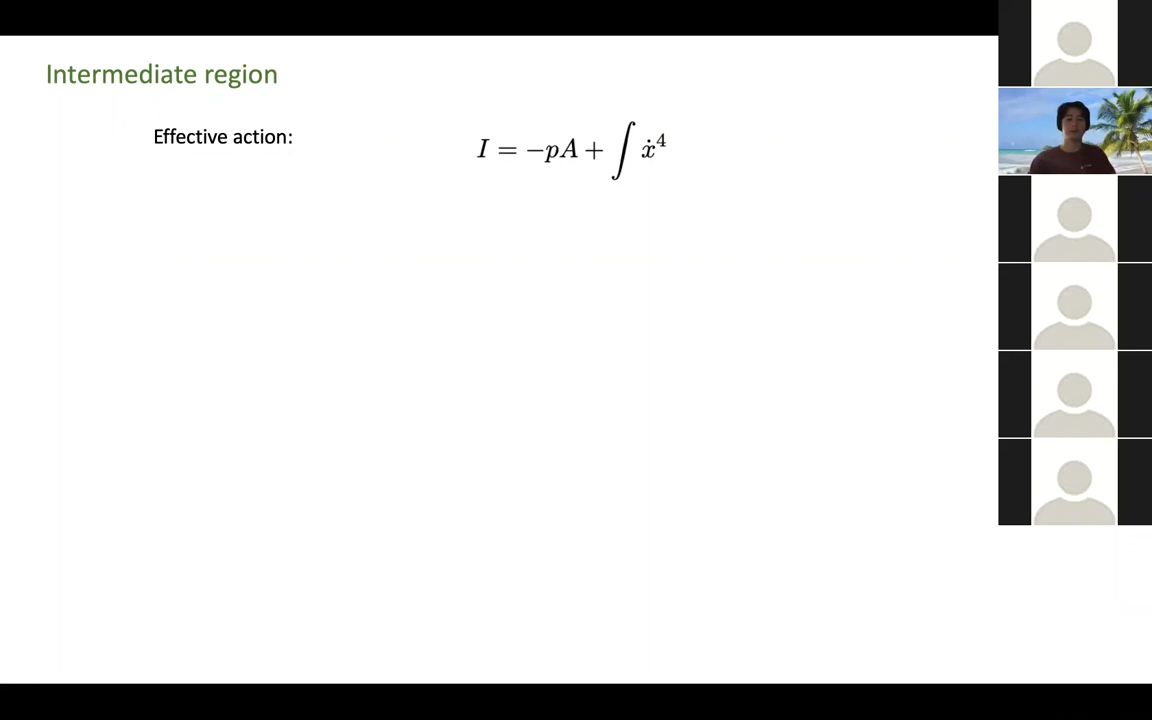 Intermediate region
Effective action:
I = −pA + ∫ ẋ⁴